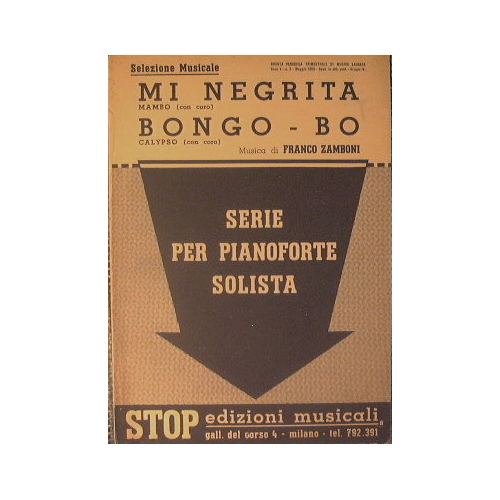 Selezione Musicale
MI NEGRITA
MAMBO (con coro)
BONGO - BO
CALYPSO (con coro)
Musica di FRANCO ZAMBONI
SERIE
PER PIANOFORTE
SOLISTA
STOP edizioni musicali
gall. del corso 4 - milano - tel. 792.391